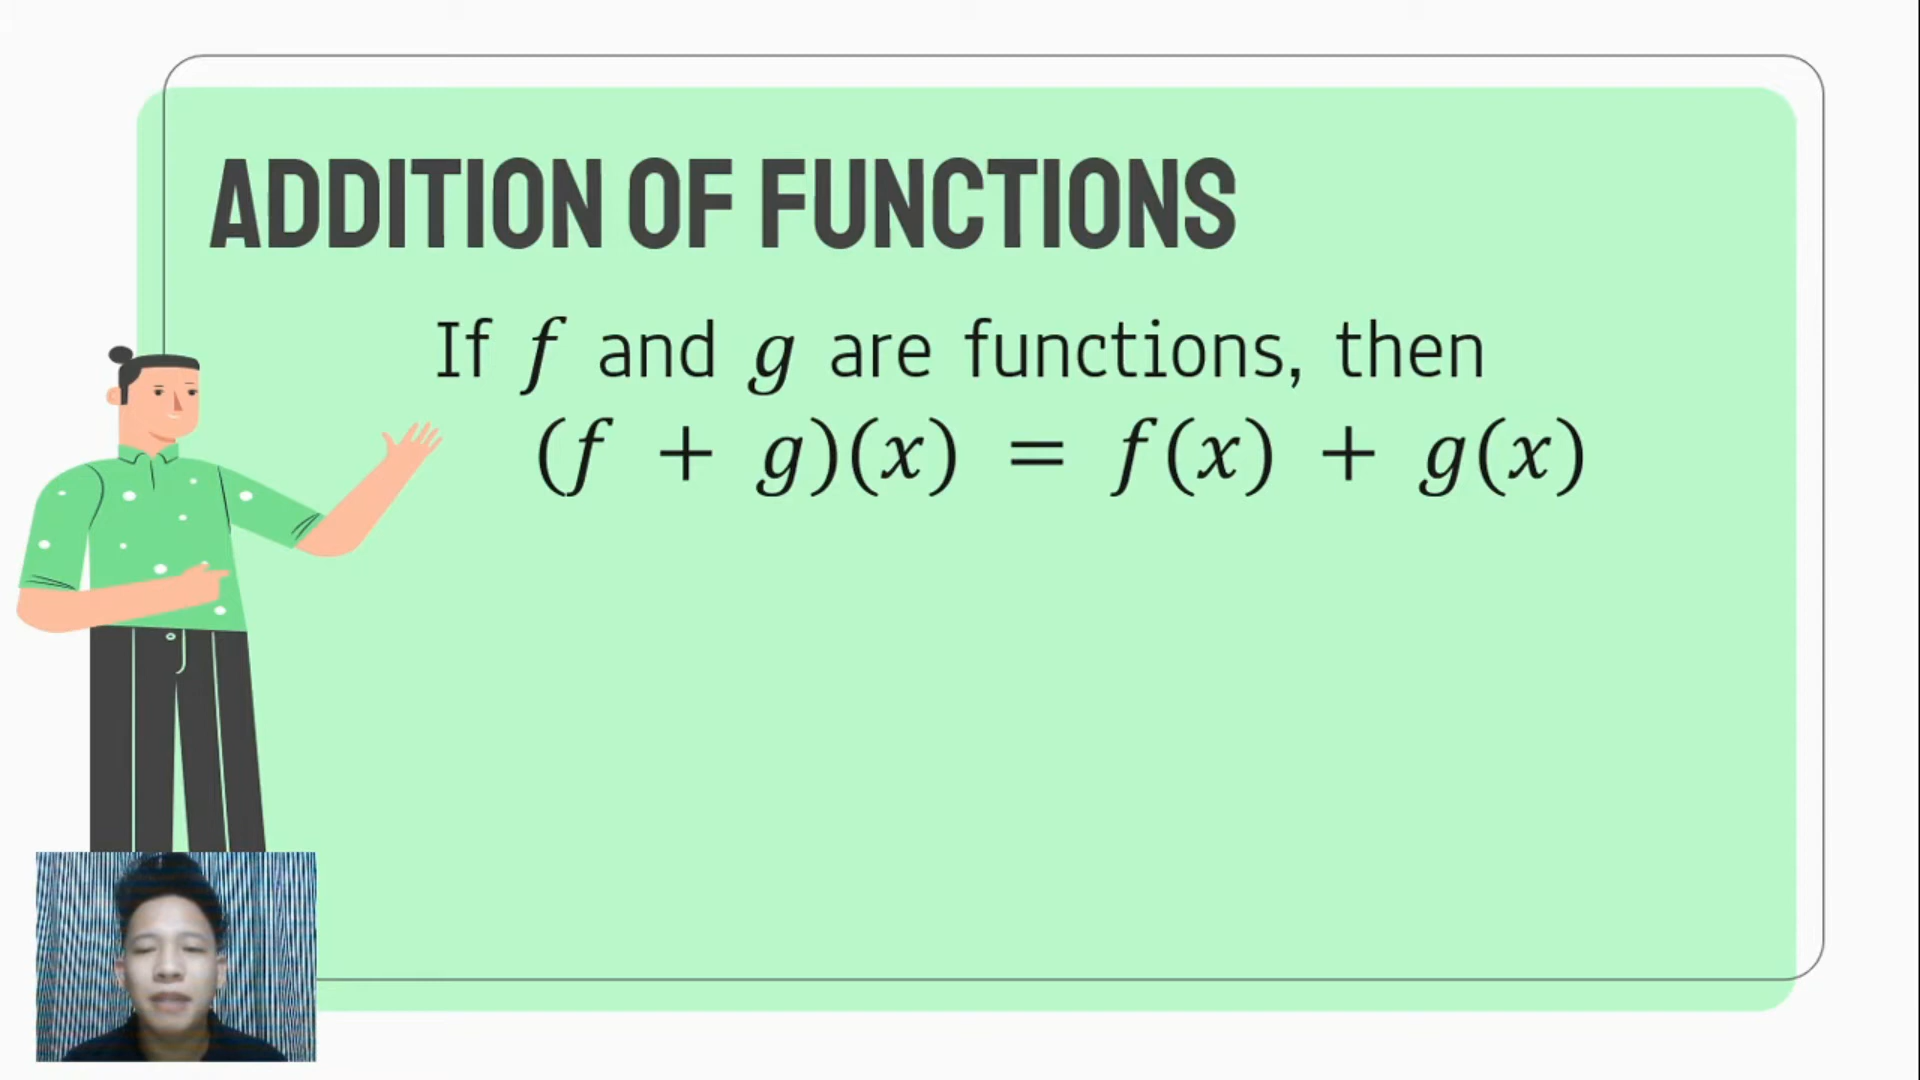 ADDITION OF FUNCTIONS
If f and g are functions, then
(f + g)(x) = f(x) + g(x)